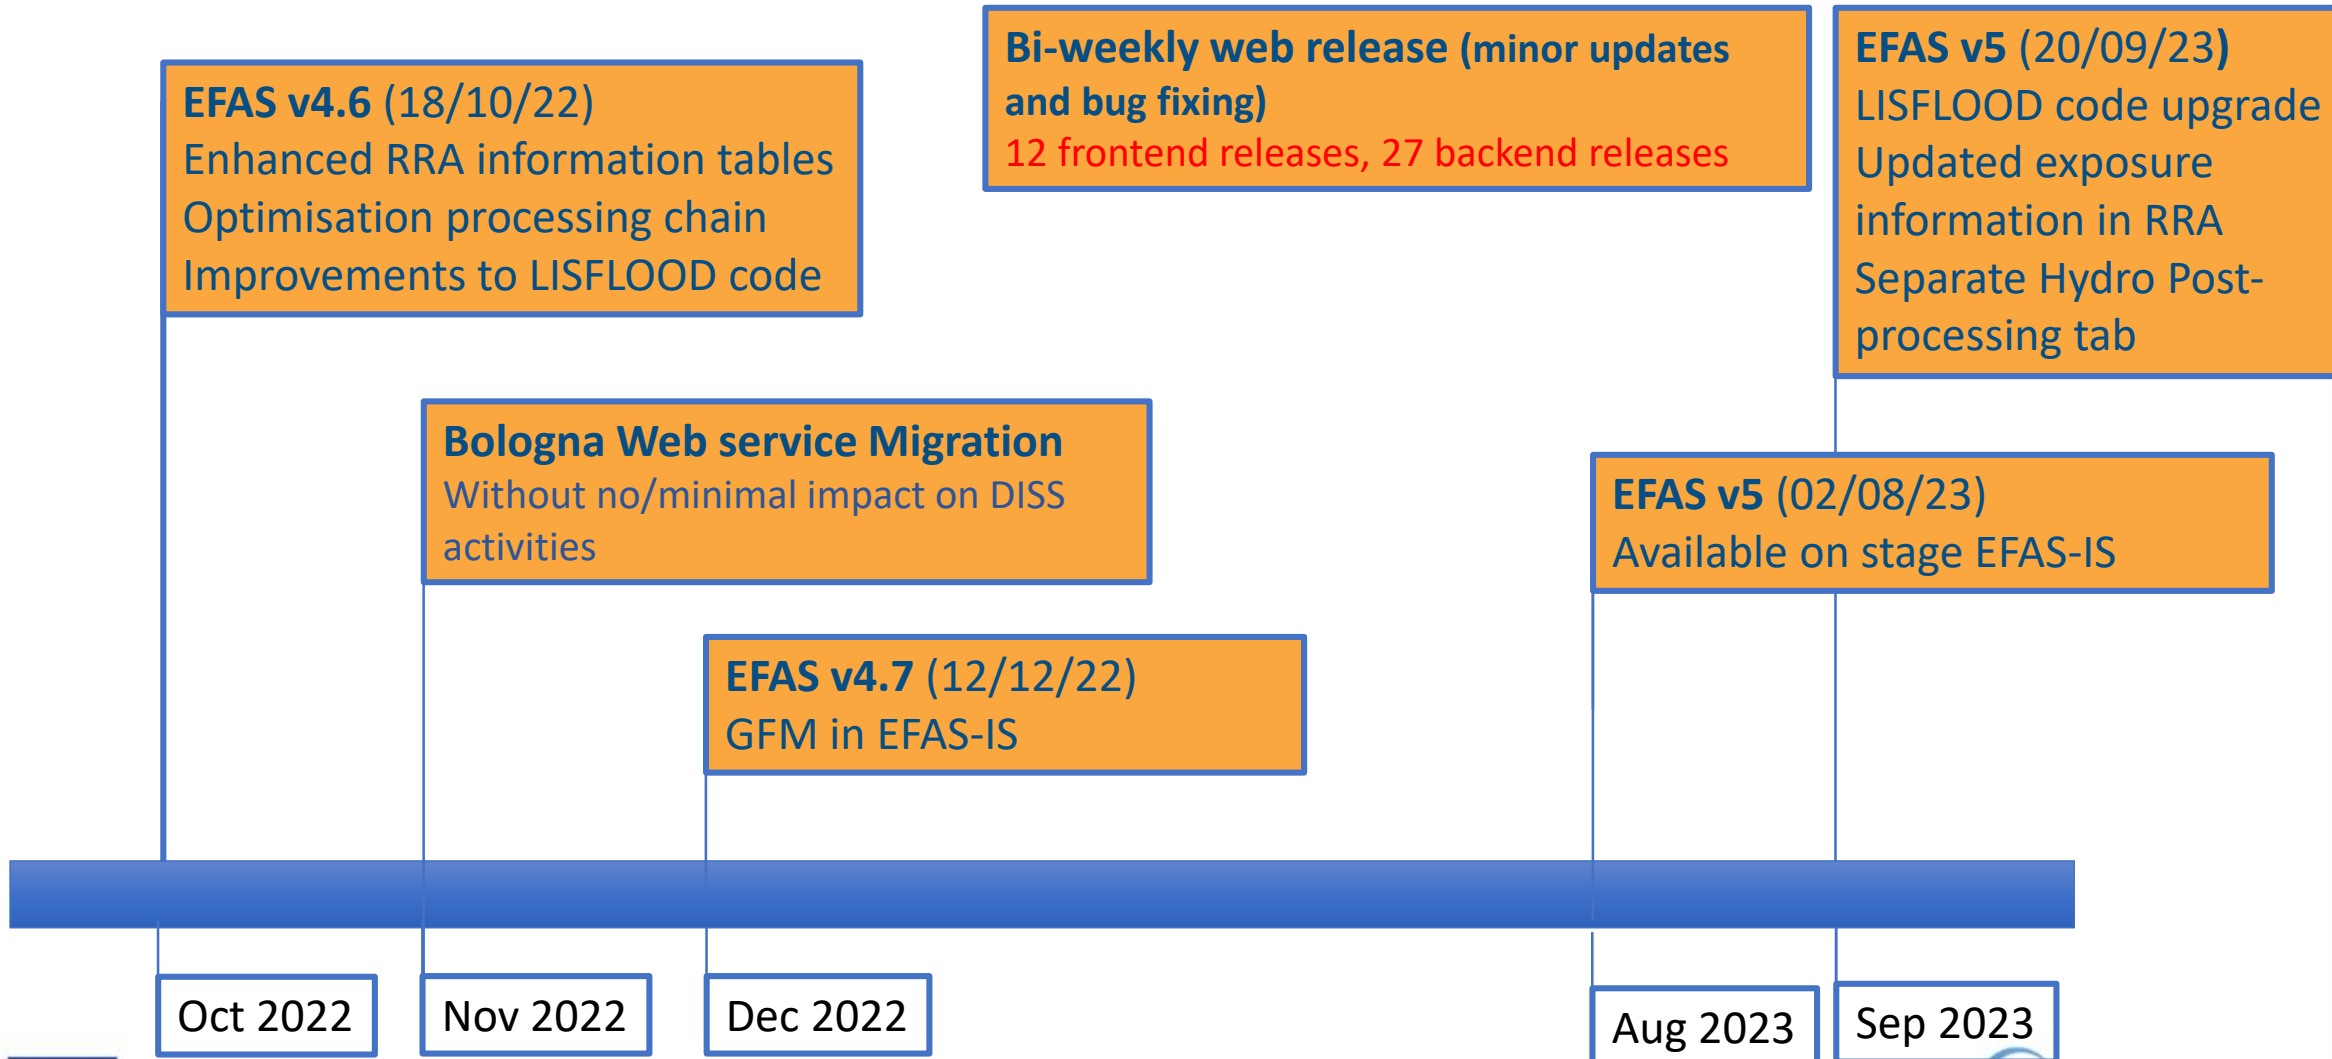 EFAS v4.6 (18/10/22)
Enhanced RRA information tables
Optimisation processing chain
Improvements to LISFLOOD code
Bi-weekly web release (minor updates
and bug fixing)
12 frontend releases, 27 backend releases
EFAS v5 (20/09/23)
LISFLOOD code upgrade
Updated exposure
information in RRA
Separate Hydro Post-
processing tab
Bologna Web service Migration
Without no/minimal impact on DISS
activities
EFAS v5 (02/08/23)
Available on stage EFAS-IS
EFAS v4.7 (12/12/22)
GFM in EFAS-IS
Oct 2022
Nov 2022
Dec 2022
Aug 2023
Sep 2023